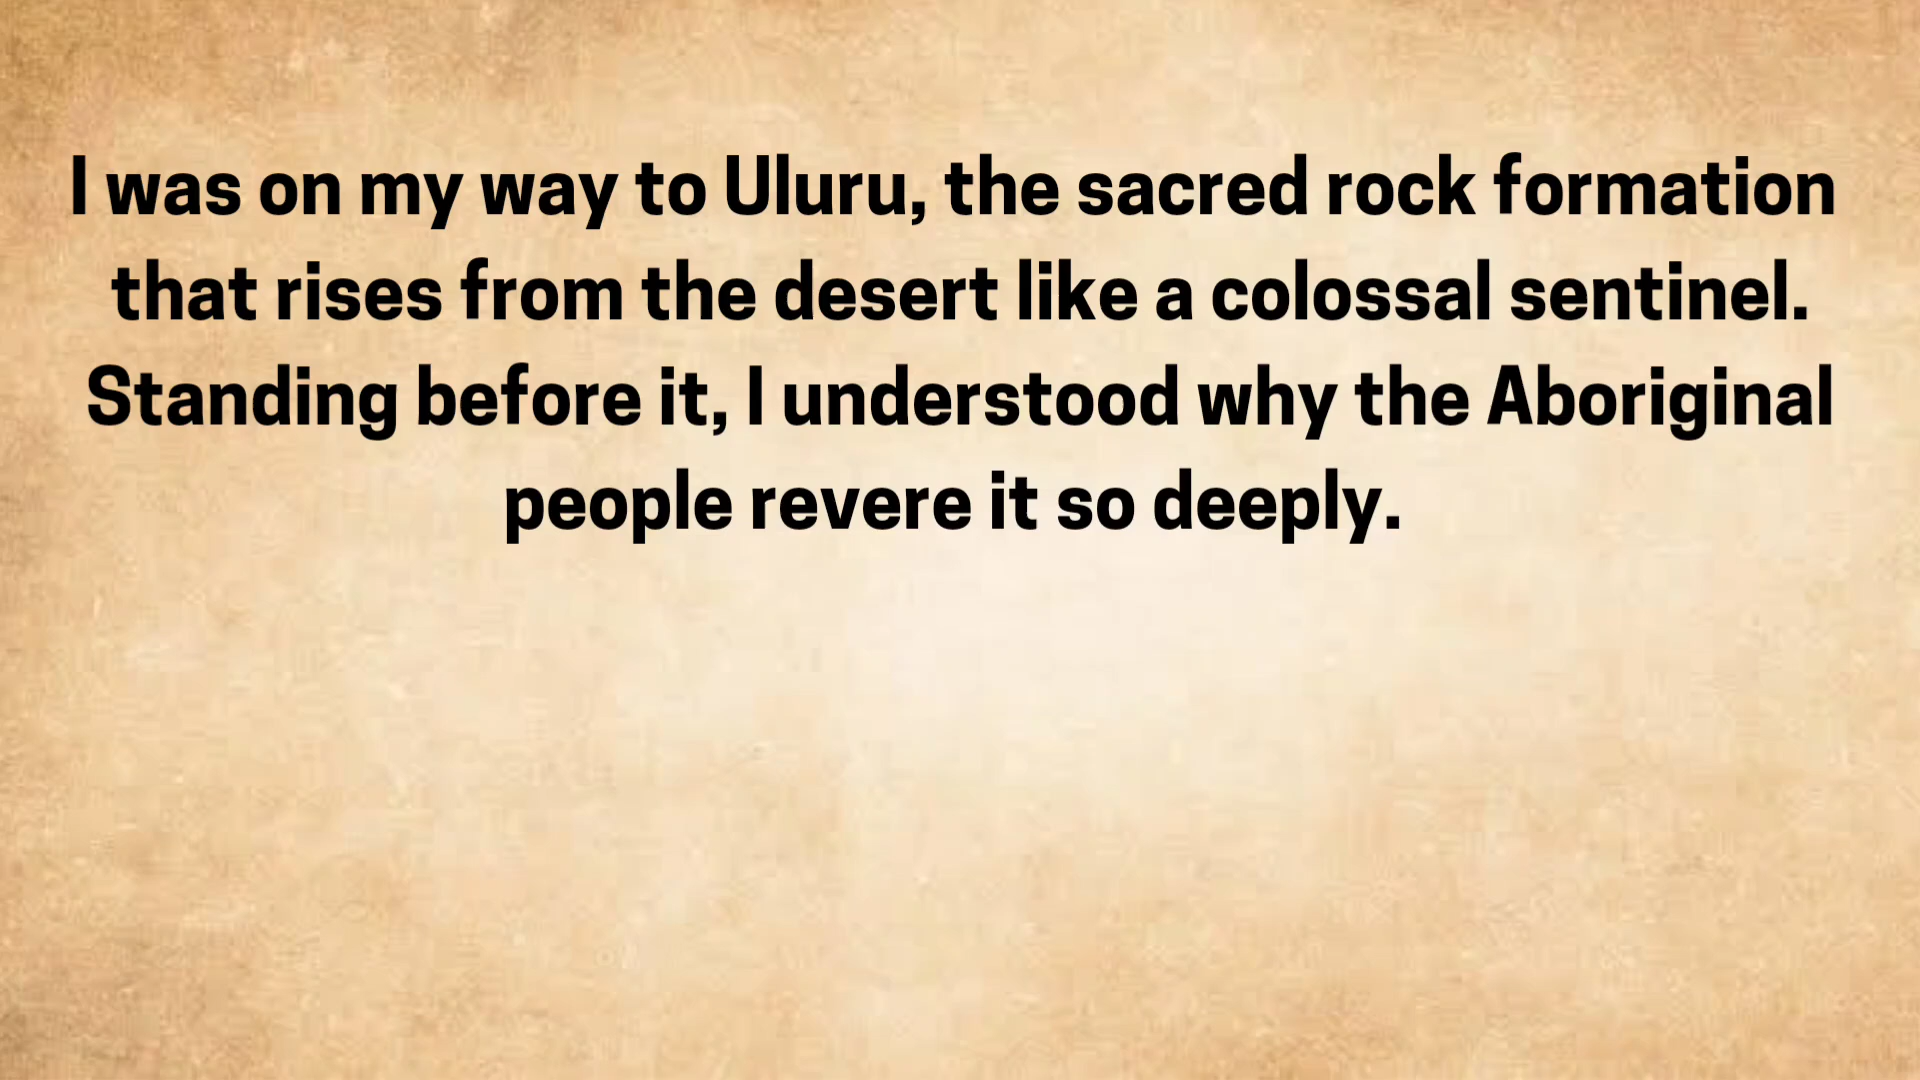 I was on my way to Uluru, the sacred rock formation
that rises from the desert like a colossal sentinel.
Standing before it, I understood why the Aboriginal
people revere it so deeply.